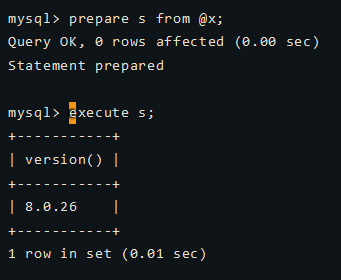 mysql> prepare s from @x;
Query OK, 0 rows affected (0.00 sec)
Statement prepared

mysql> execute s;
+-----------+
| version() |
+-----------+
| 8.0.26    |
+-----------+
1 row in set (0.01 sec)